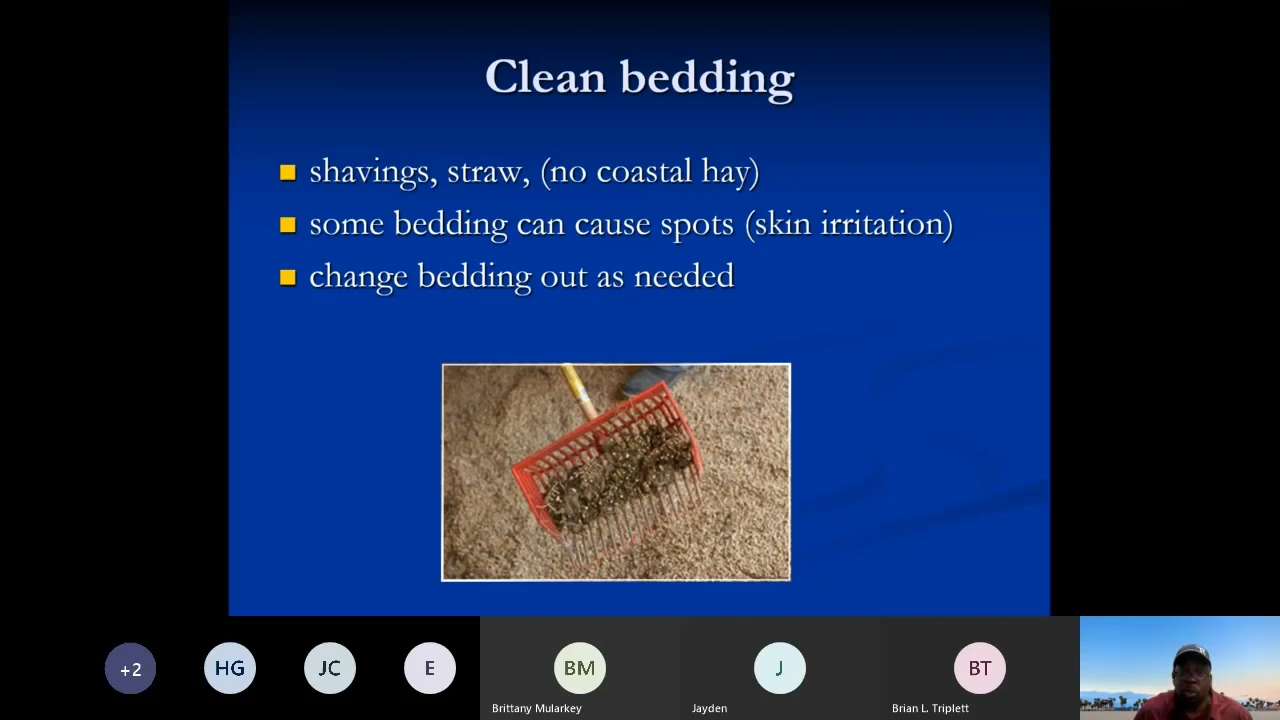 Clean bedding
shavings, straw, (no coastal hay)
some bedding can cause spots (skin irritation)
change bedding out as needed
+2
HG
JC
E
BM
J
BT
Brittany Mularkey
Jayden
Brian L. Triplett